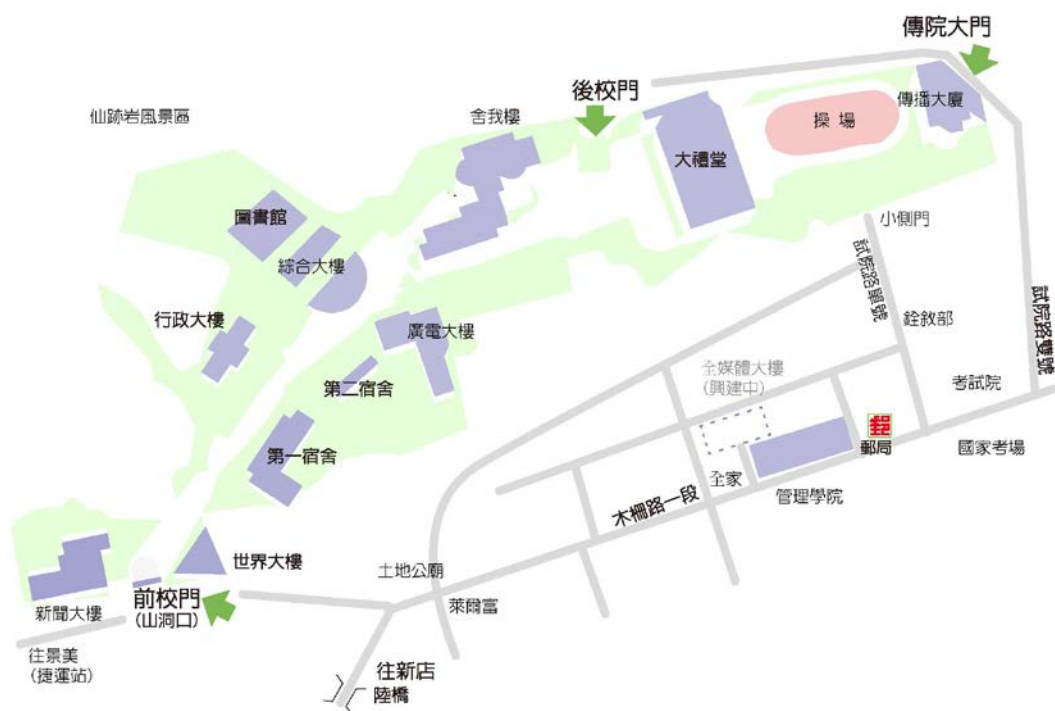 傳院大門
仙跡岩風景區
舍我樓
後校門
傳播大廈
操場
大禮堂
圖書館
綜合大樓
小側門
行政大樓
廣電大樓
試院路單號
銓敘部
試院路雙號
第二宿舍
全媒體大樓
(興建中)
考試院
第一宿舍
郵
郵局
國家考場
全家
管理學院
木柵路一段
世界大樓
土地公廟
前校門
(山洞口)
新聞大樓
萊爾富
往景美
(捷運站)
往新店
陸橋